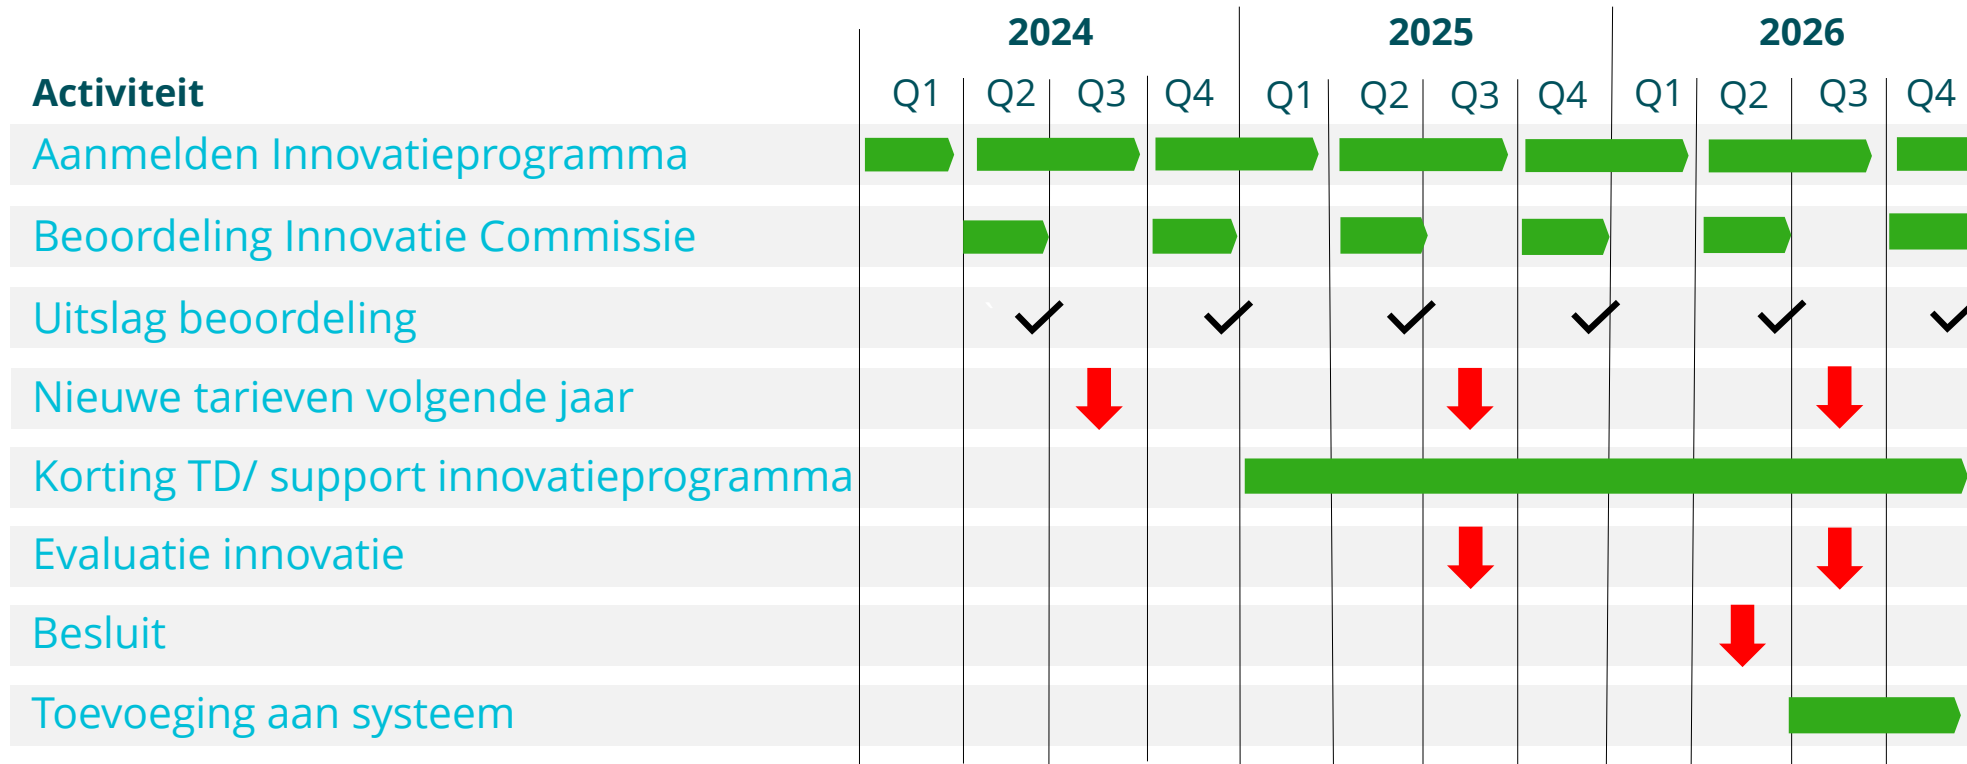 2024 2025 2026
Activiteit Q1 Q2 Q3 Q4 Q1 Q2 Q3 Q4 Q1 Q2 Q3 Q4
Aanmelden Innovatieprogramma
Beoordeling Innovatie Commissie
Uitslag beoordeling
Nieuwe tarieven volgende jaar
Korting TD/ support innovatieprogramma
Evaluatie innovatie
Besluit
Toevoeging aan systeem